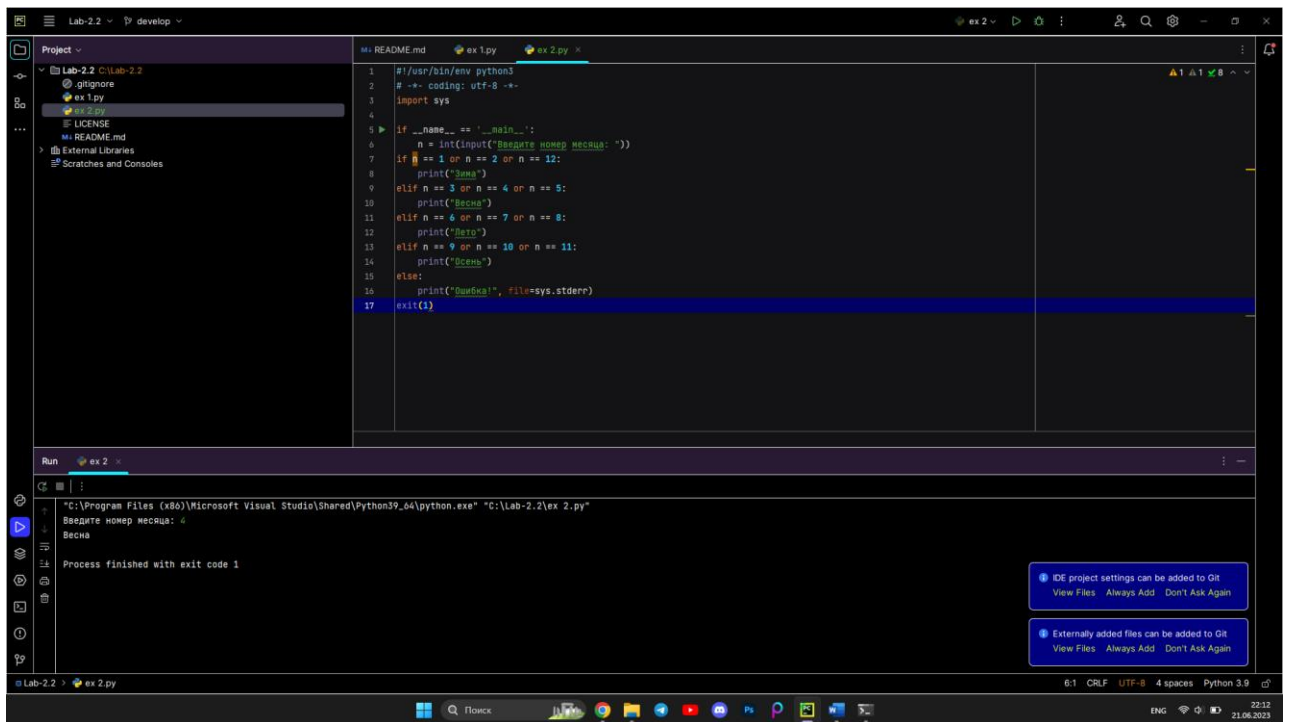 PC Lab-2.2 develop ex 2
Project
README.md ex 1.py ex 2.py
Lab-2.2 C:\Lab-2.2
.gitignore
ex 1.py
ex 2.py
LICENSE
README.md
External Libraries
Scratches and Consoles
1 #!/usr/bin/env python3
2 # -*- coding: utf-8 -*-
3 import sys
4
5 if __name__ == '__main__':
6 n = int(input("Введите номер месяца: "))
7 if n == 1 or n == 2 or n == 12:
8 print("Зима")
9 elif n == 3 or n == 4 or n == 5:
10 print("Весна")
11 elif n == 6 or n == 7 or n == 8:
12 print("Лето")
13 elif n == 9 or n == 10 or n == 11:
14 print("Осень")
15 else:
16 print("Ошибка!", file=sys.stderr)
17 exit(1)
1 1 8
Run ex 2
"C:\Program Files (x86)\Microsoft Visual Studio\Shared\Python39_64\python.exe" "C:\Lab-2.2\ex 2.py"
Введите номер месяца: 4
Весна
Process finished with exit code 1
IDE project settings can be added to Git
View Files Always Add Don't Ask Again
Externally added files can be added to Git
View Files Always Add Don't Ask Again
Lab-2.2 > ex 2.py
6:1 CRLF UTF-8 4 spaces Python 3.9
Поиск
Ps
ENG
22:12
21.06.2023